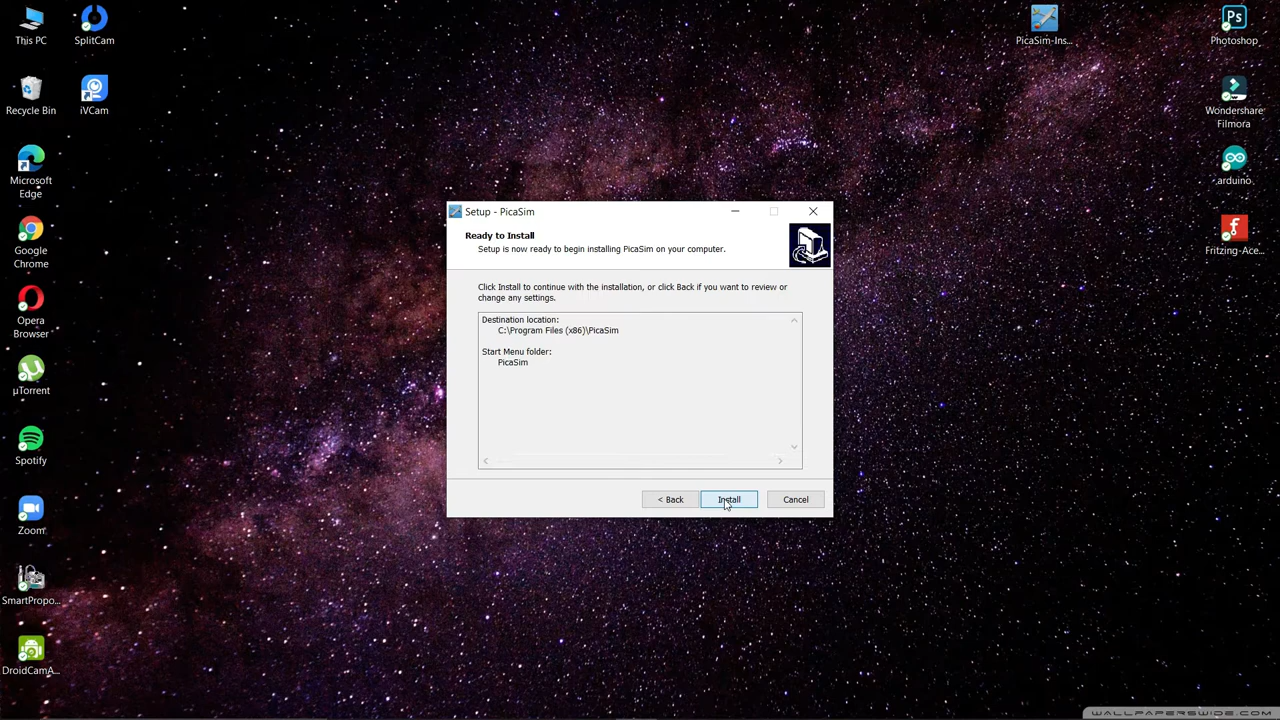 This PC
SplitCam
Recycle Bin
iVCam
Microsoft
Edge
Google
Chrome
Opera
Browser
µTorrent
Spotify
Zoom
SmartPropo...
DroidCamA...
Setup - PicaSim
Ready to Install
Setup is now ready to begin installing PicaSim on your computer.
Click Install to continue with the installation, or click Back if you want to review or
change any settings.
Destination location:
C:\Program Files (x86)\PicaSim
Start Menu folder:
PicaSim
< Back
Install
Cancel
PicaSim-Ins...
Ps
Photoshop
Wondershare
Filmora
arduino
f
Fritzing-Ace...
WALLPAPERSWIDE.COM